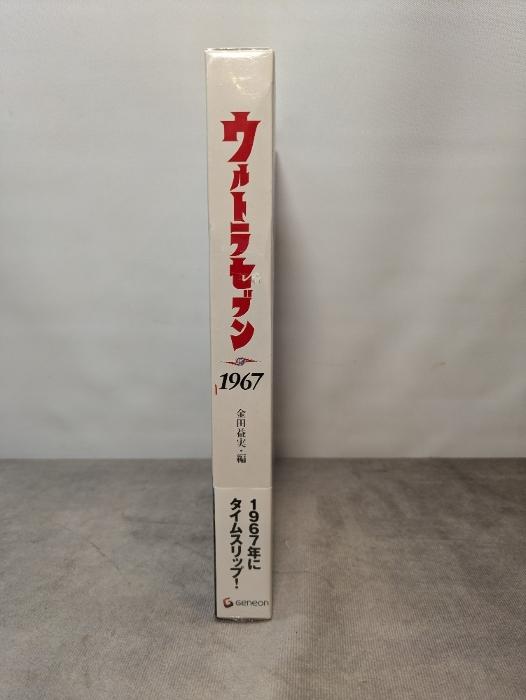 ウルトラセブン
1967
金田益実・編
1967年に
タイムスリップ!
Geneon